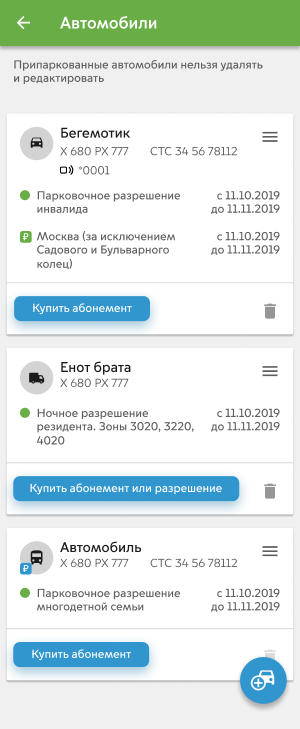 Автомобили
Припаркованные автомобили нельзя удалять
и редактировать
Бегемотик
Х 680 РХ 777 СТС 34 56 78112
°0001
Парковочное разрешение с 11.10.2019
инвалида до 11.11.2019
₽ Москва (за исключением с 11.10.2019
Садового и Бульварного до 11.11.2019
колец)
Купить абонемент
Енот брата
Х 680 РХ 777
Ночное разрешение с 11.10.2019
резидента. Зоны 3020, 3220, до 11.11.2019
4020
Купить абонемент или разрешение
Автомобиль
₽ Х 680 РХ 777 СТС 34 56 78112
Парковочное разрешение с 11.10.2019
многодетной семьи до 11.11.2019
Купить абонемент